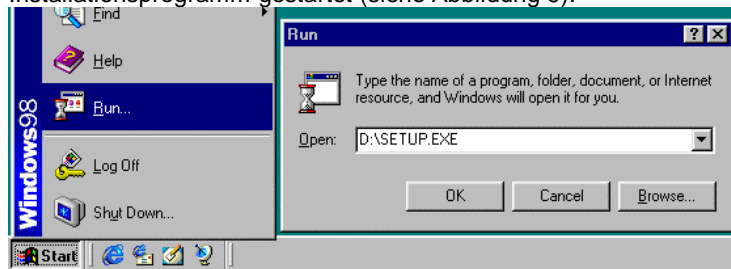 Installationsprogramm gestartet (siehe Abbildung 3).
Find
Help
Run...
Log Off
Shut Down...
Windows98
Start
Run
Type the name of a program, folder, document, or Internet
resource, and Windows will open it for you.
Open:
D:\SETUP.EXE
OK
Cancel
Browse...